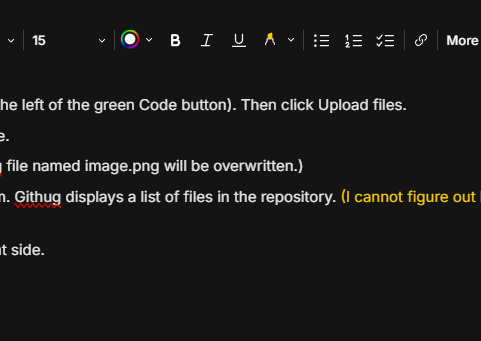 15 B I U A More
he left of the green Code button). Then click Upload files.
e.
g file named image.png will be overwritten.)
m. Githug displays a list of files in the repository. (I cannot figure out
t side.